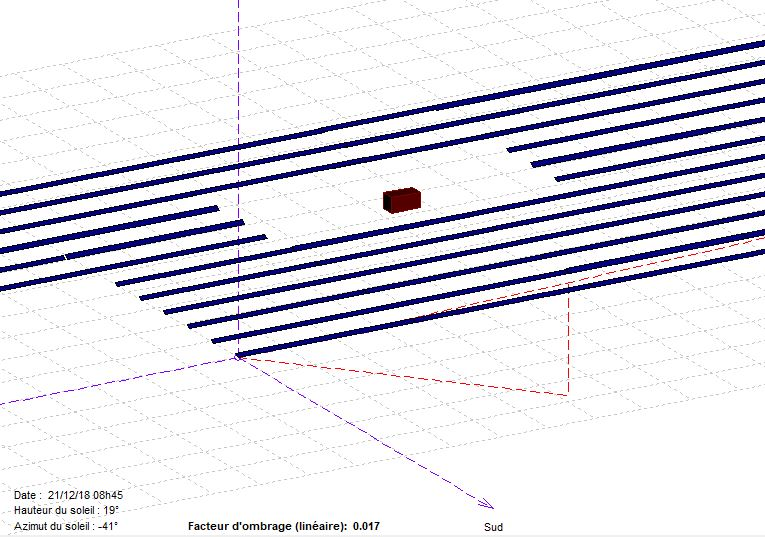 Date : 21/12/18 08h45
Hauteur du soleil : 19°
Azimut du soleil : -41°
Facteur d'ombrage (linéaire): 0.017
Sud